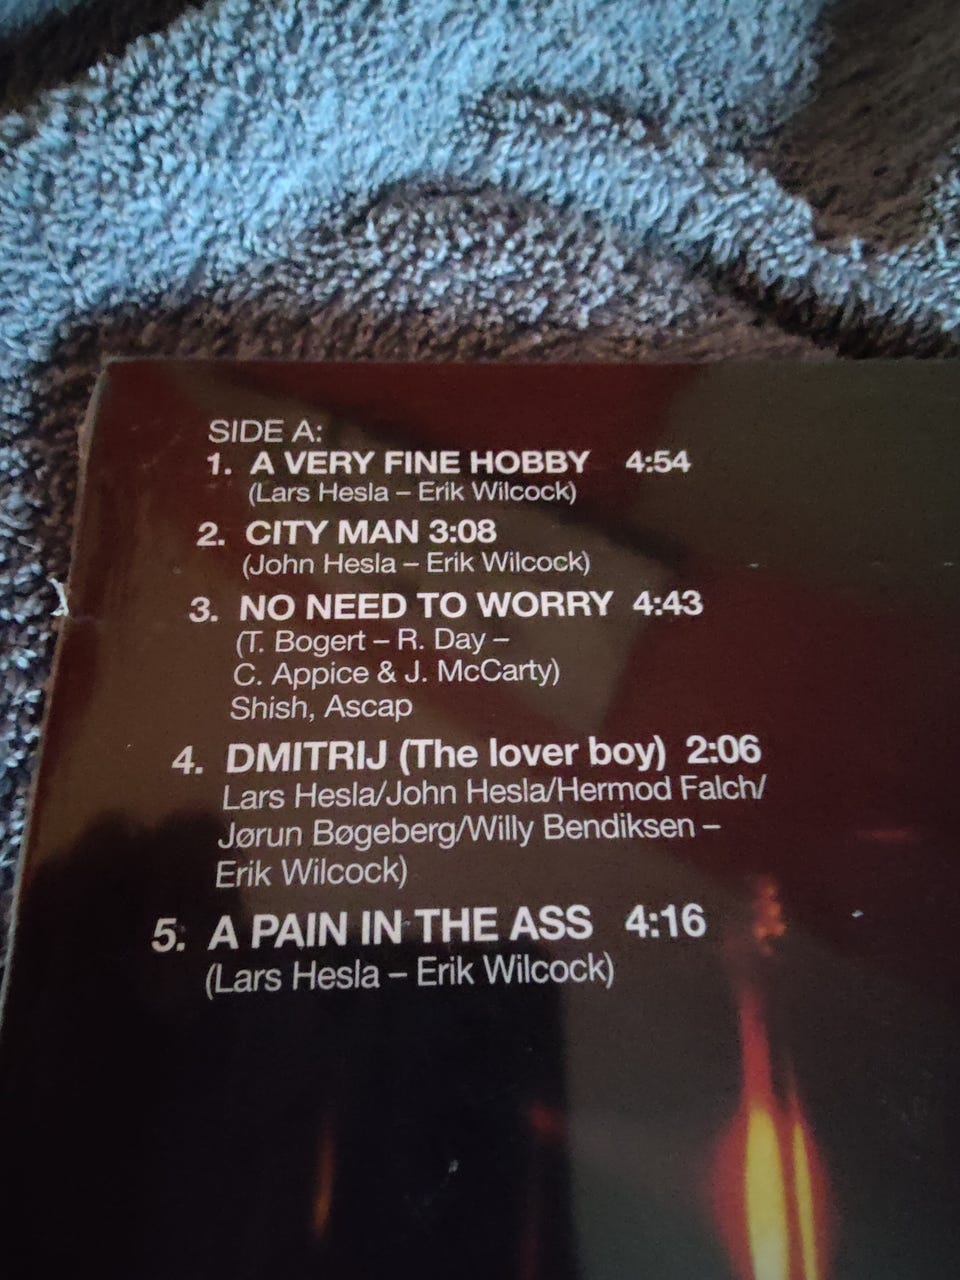 SIDE A:
1. A VERY FINE HOBBY 4:54
(Lars Hesla – Erik Wilcock)
2. CITY MAN 3:08
(John Hesla – Erik Wilcock)
3. NO NEED TO WORRY 4:43
(T. Bogert – R. Day –
C. Appice & J. McCarty)
Shish, Ascap
4. DMITRIJ (The lover boy) 2:06
Lars Hesla/John Hesla/Hermod Falch/
Jørun Bøgeberg/Willy Bendiksen –
Erik Wilcock)
5. A PAIN IN THE ASS 4:16
(Lars Hesla – Erik Wilcock)